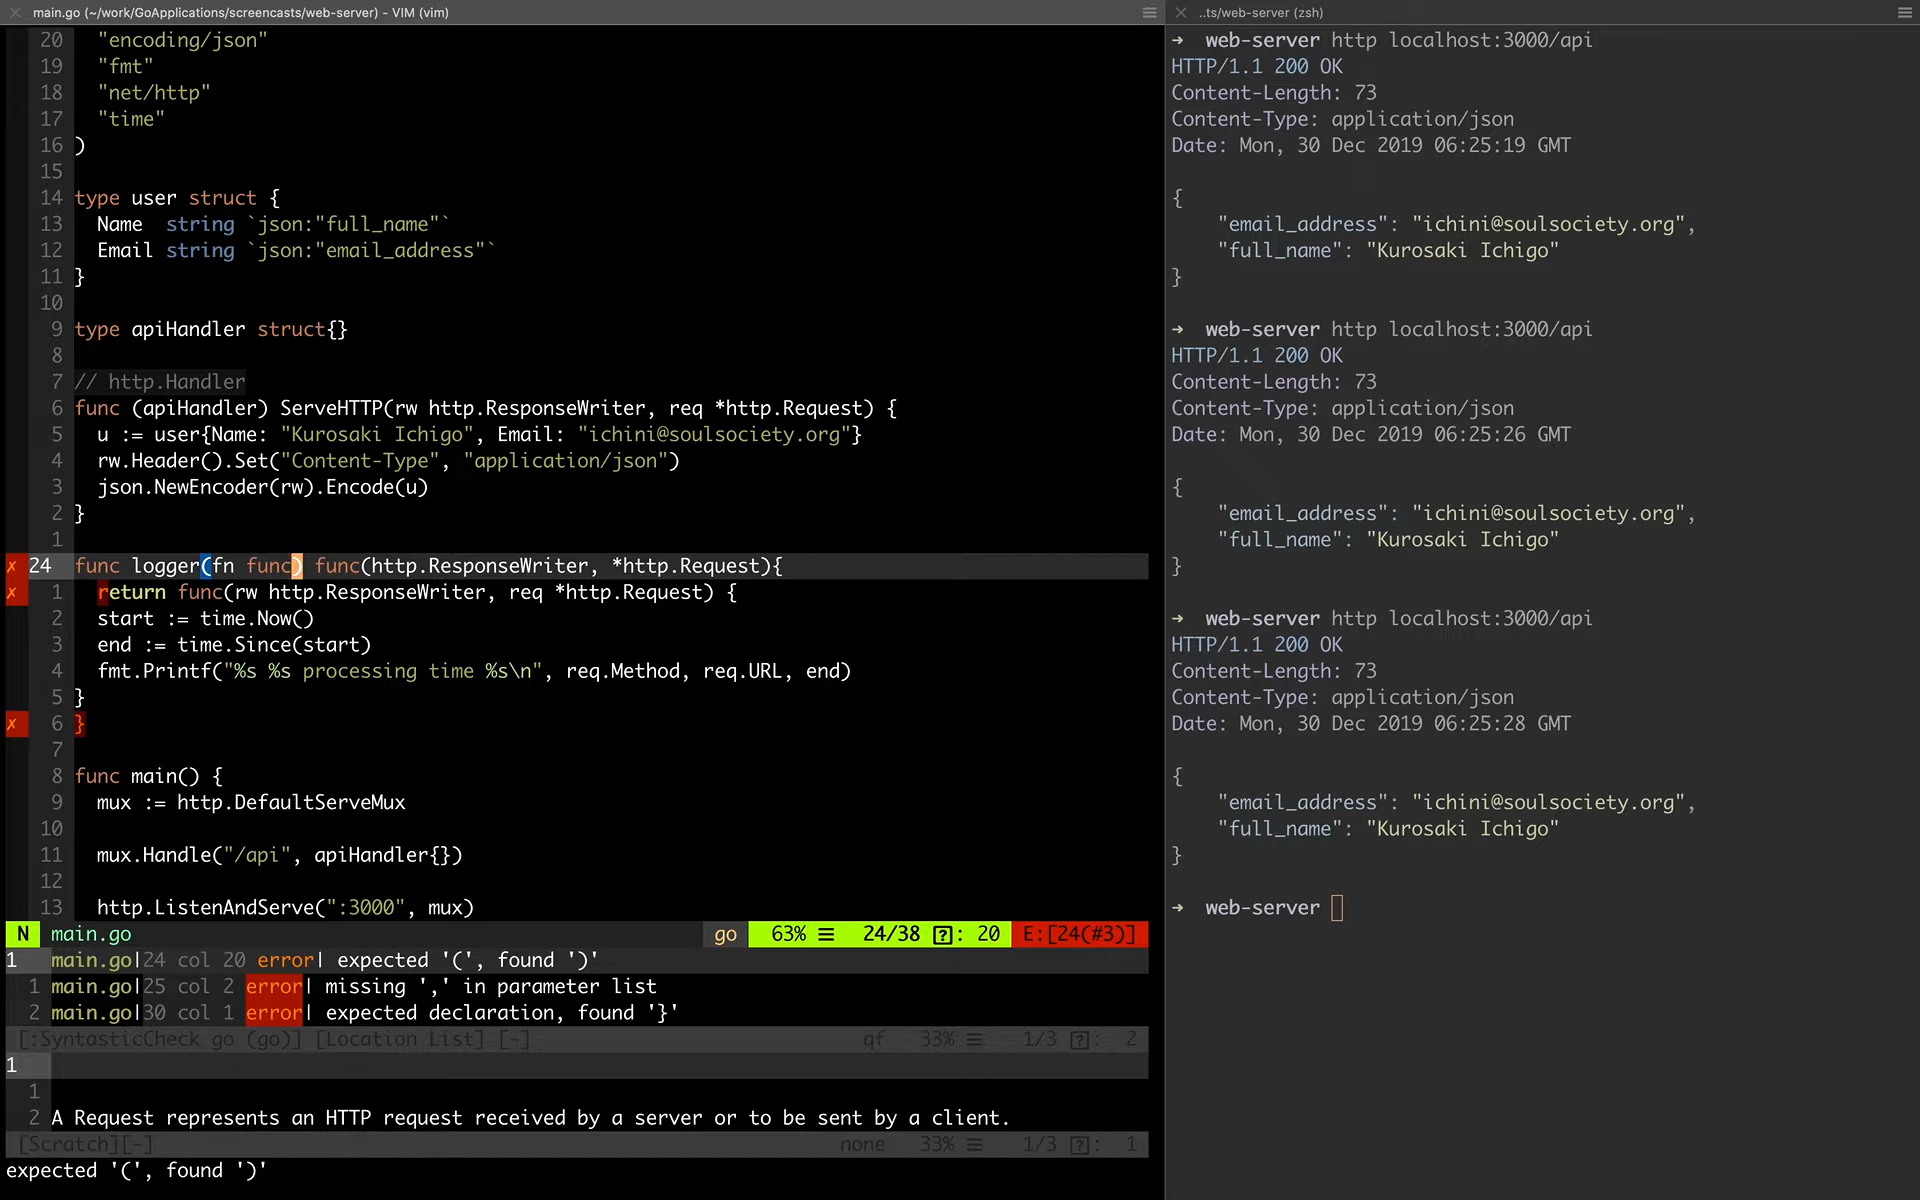 main.go (~/work/GoApplications/screencasts/web-server) - VIM (vim)
20 "encoding/json"
19 "fmt"
18 "net/http"
17 "time"
16 )
15
14 type user struct {
13 Name string `json:"full_name"`
12 Email string `json:"email_address"`
11 }
10
9 type apiHandler struct{}
8
7 // http.Handler
6 func (apiHandler) ServeHTTP(rw http.ResponseWriter, req *http.Request) {
5 u := user{Name: "Kurosaki Ichigo", Email: "ichini@soulsociety.org"}
4 rw.Header().Set("Content-Type", "application/json")
3 json.NewEncoder(rw).Encode(u)
2 }
1
✗ 24 func logger(fn func) func(http.ResponseWriter, *http.Request){
✗ 1 return func(rw http.ResponseWriter, req *http.Request) {
2 start := time.Now()
3 end := time.Since(start)
4 fmt.Printf("%s %s processing time %s\n", req.Method, req.URL, end)
5 }
✗ 6 }
7
8 func main() {
9 mux := http.DefaultServeMux
10
11 mux.Handle("/api", apiHandler{})
12
13 http.ListenAndServe(":3000", mux)
N main.go go 63% ☰ 24/38 ?: 20 E:[24(#3)]
1 main.go|24 col 20 error| expected '(', found ')'
1 main.go|25 col 2 error| missing ',' in parameter list
2 main.go|30 col 1 error| expected declaration, found '}'
[:SyntasticCheck go (go)] [Location List] [-] qf 33% ☰ 1/3 ?: 2
1
1
2 A Request represents an HTTP request received by a server or to be sent by a client.
[Scratch][-] none 33% ☰ 1/3 ?: 1
expected '(', found ')'
..ts/web-server (zsh)
➜ web-server http localhost:3000/api
HTTP/1.1 200 OK
Content-Length: 73
Content-Type: application/json
Date: Mon, 30 Dec 2019 06:25:19 GMT
{
"email_address": "ichini@soulsociety.org",
"full_name": "Kurosaki Ichigo"
}
➜ web-server http localhost:3000/api
HTTP/1.1 200 OK
Content-Length: 73
Content-Type: application/json
Date: Mon, 30 Dec 2019 06:25:26 GMT
{
"email_address": "ichini@soulsociety.org",
"full_name": "Kurosaki Ichigo"
}
➜ web-server http localhost:3000/api
HTTP/1.1 200 OK
Content-Length: 73
Content-Type: application/json
Date: Mon, 30 Dec 2019 06:25:28 GMT
{
"email_address": "ichini@soulsociety.org",
"full_name": "Kurosaki Ichigo"
}
➜ web-server